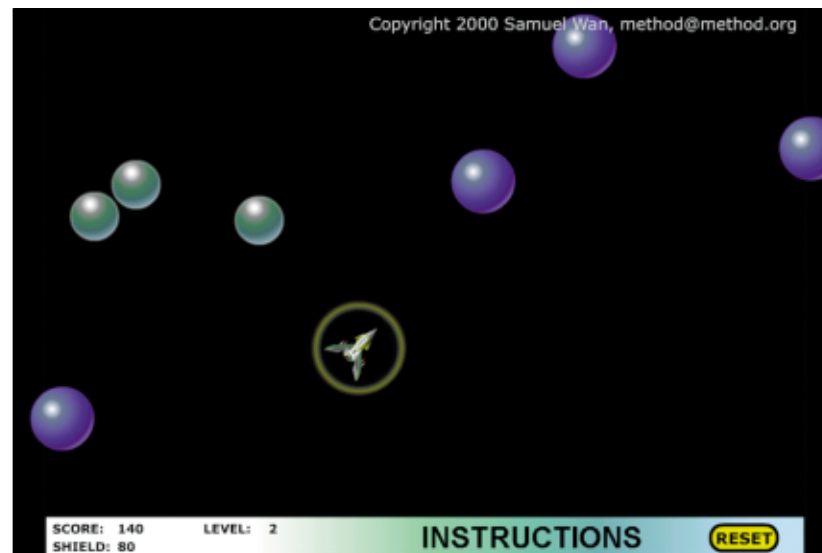 Copyright 2000 Samuel Wan, method@method.org
SCORE: 140 LEVEL: 2 INSTRUCTIONS RESET
SHIELD: 80